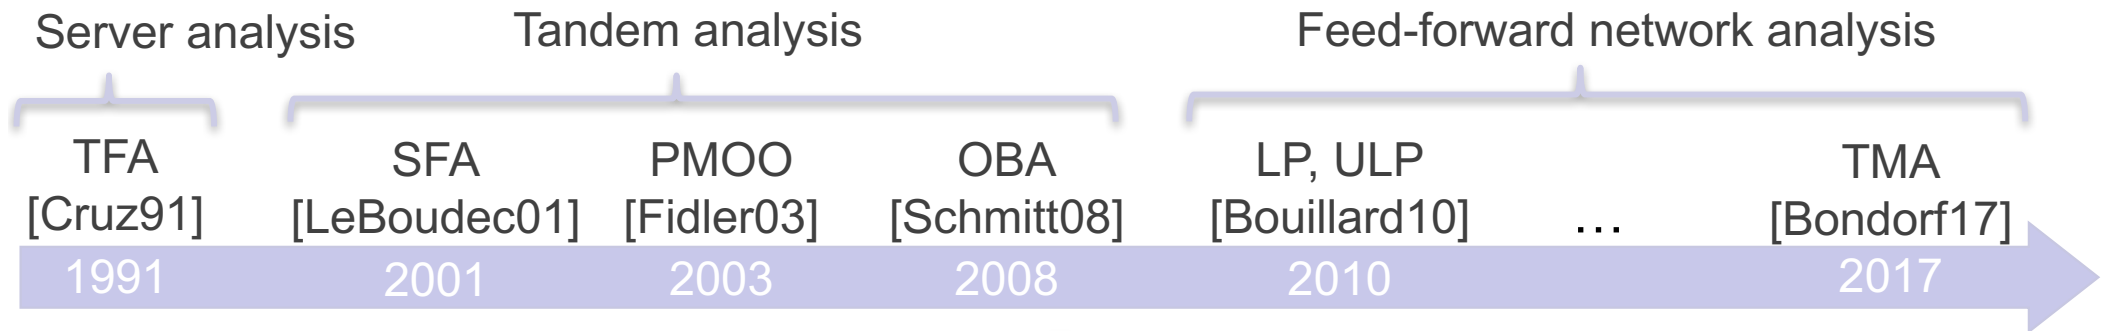 Server analysis
Tandem analysis
Feed-forward network analysis
TFA
[Cruz91]
SFA
[LeBoudec01]
PMOO
[Fidler03]
OBA
[Schmitt08]
LP, ULP
[Bouillard10]
…
TMA
[Bondorf17]
1991
2001
2003
2008
2010
2017